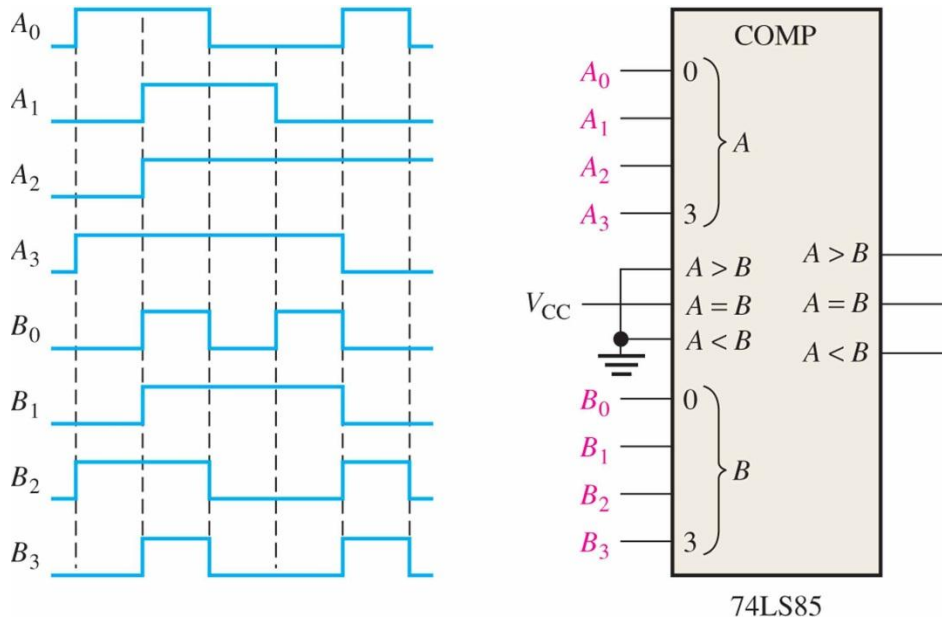 A₀
A₁
A₂
A₃
B₀
B₁
B₂
B₃
COMP
A₀ 0
A₁
A
A₂
A₃ 3
A > B A > B
V_CC A = B A = B
A < B A < B
B₀ 0
B₁
B
B₂
B₃ 3
74LS85